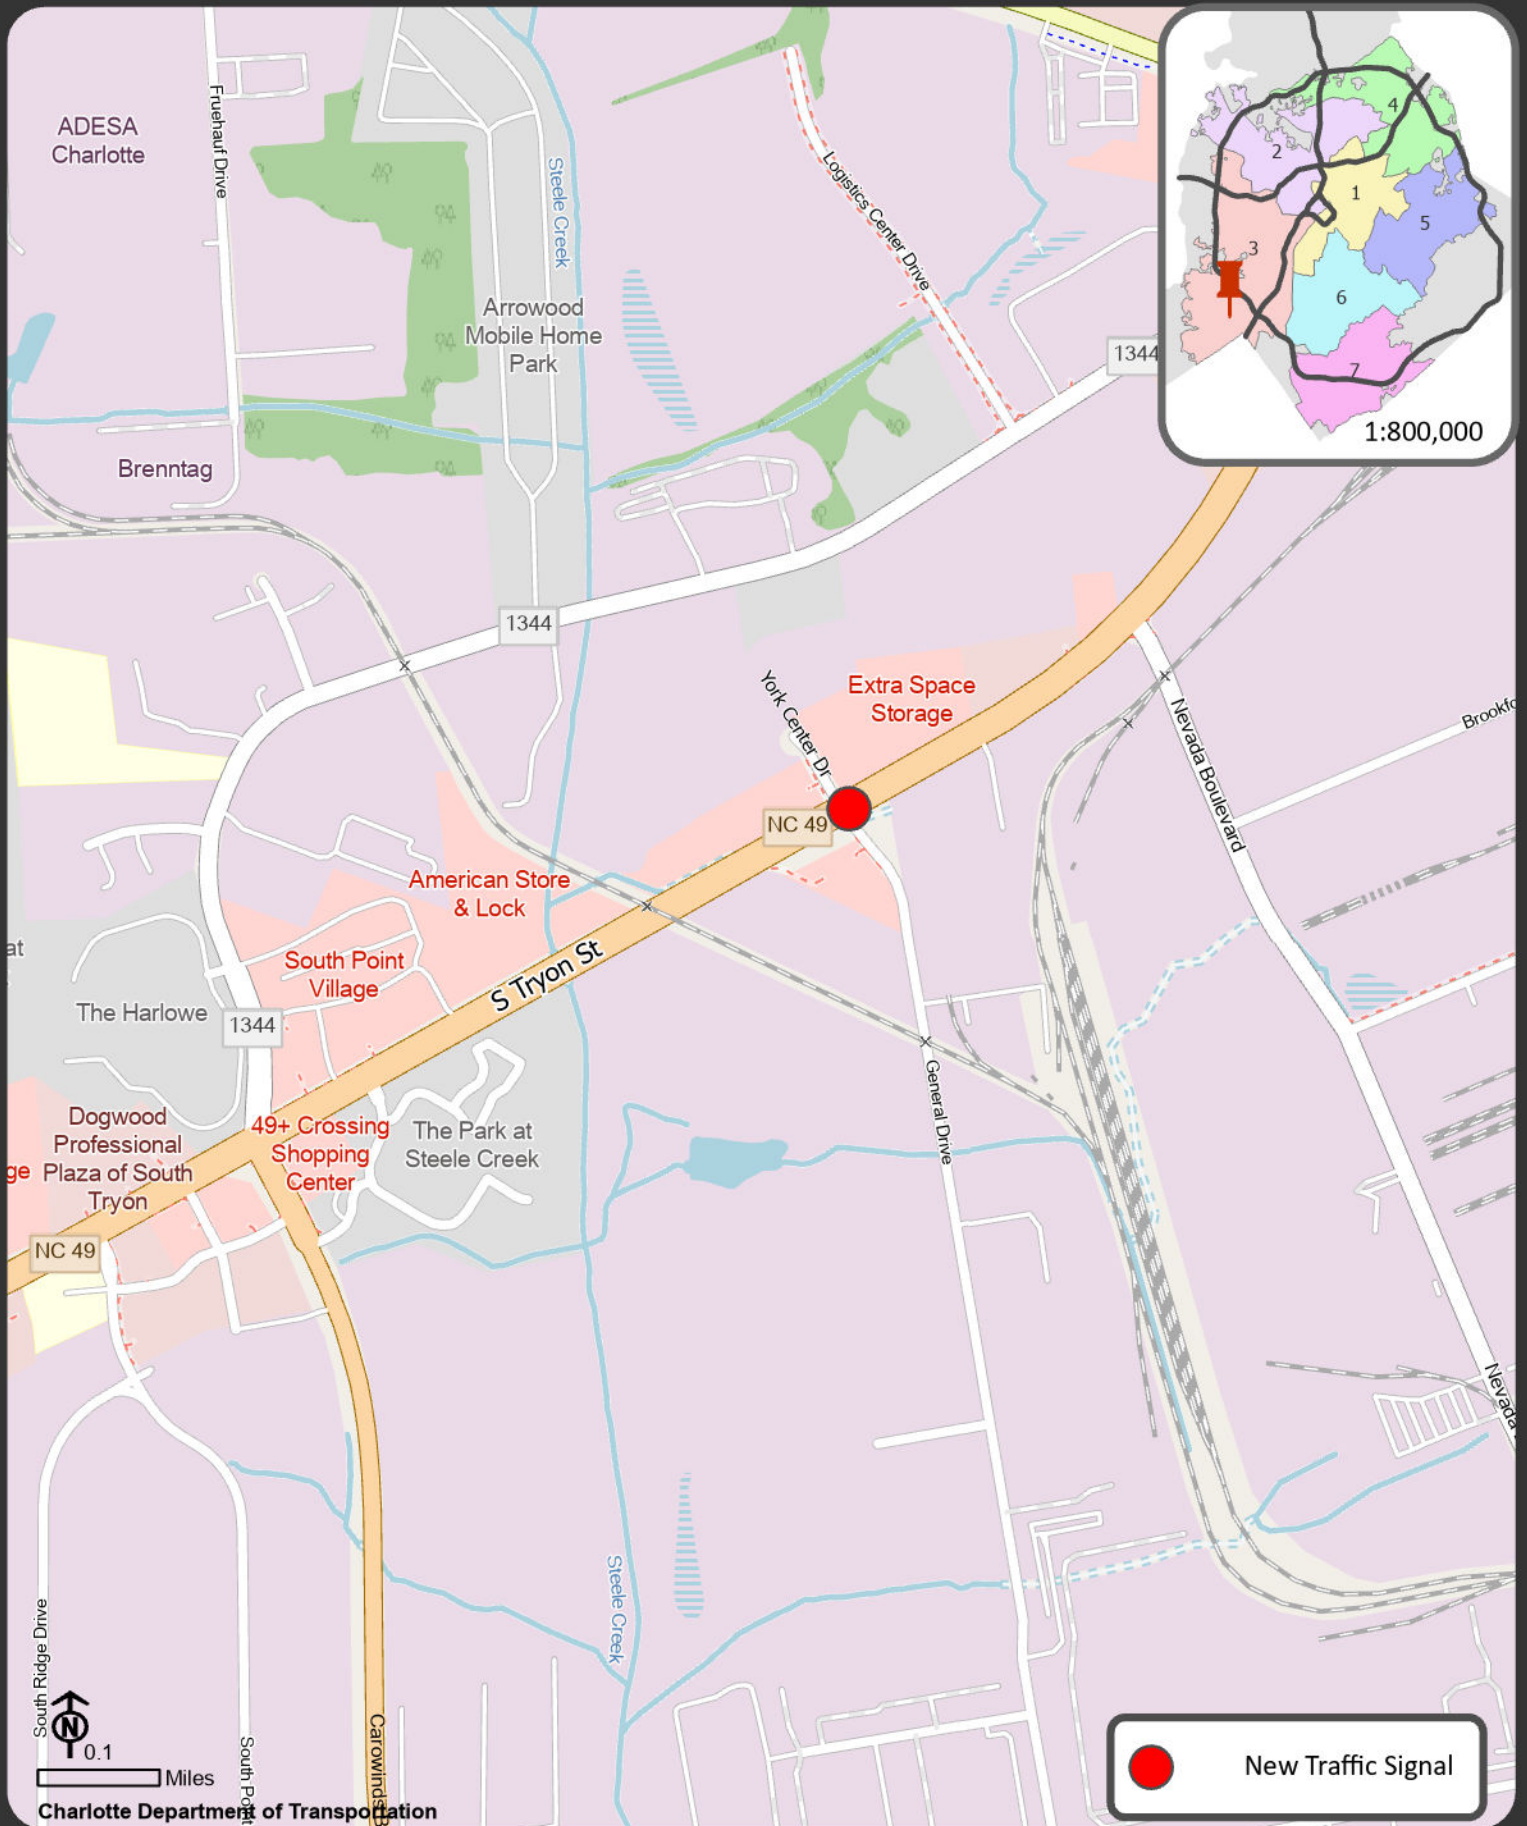 ADESA
Charlotte
Fruehauf Drive
Steele Creek
Logistics Center Drive
Arrowood
Mobile Home
Park
1344
4
2
1
5
3
6
7
1:800,000
Brenntag
1344
York Center Dr
Extra Space
Storage
Nevada Boulevard
NC 49
American Store
& Lock
S Tryon St
South Point
Village
The Harlowe
1344
General Drive
Dogwood
Professional
Plaza of South
Tryon
49+ Crossing
Shopping
Center
The Park at
Steele Creek
NC 49
Nevada
Steele Creek
South Ridge Drive
South Point
Carowinds B
N
0.1
Miles
Charlotte Department of Transportation
New Traffic Signal